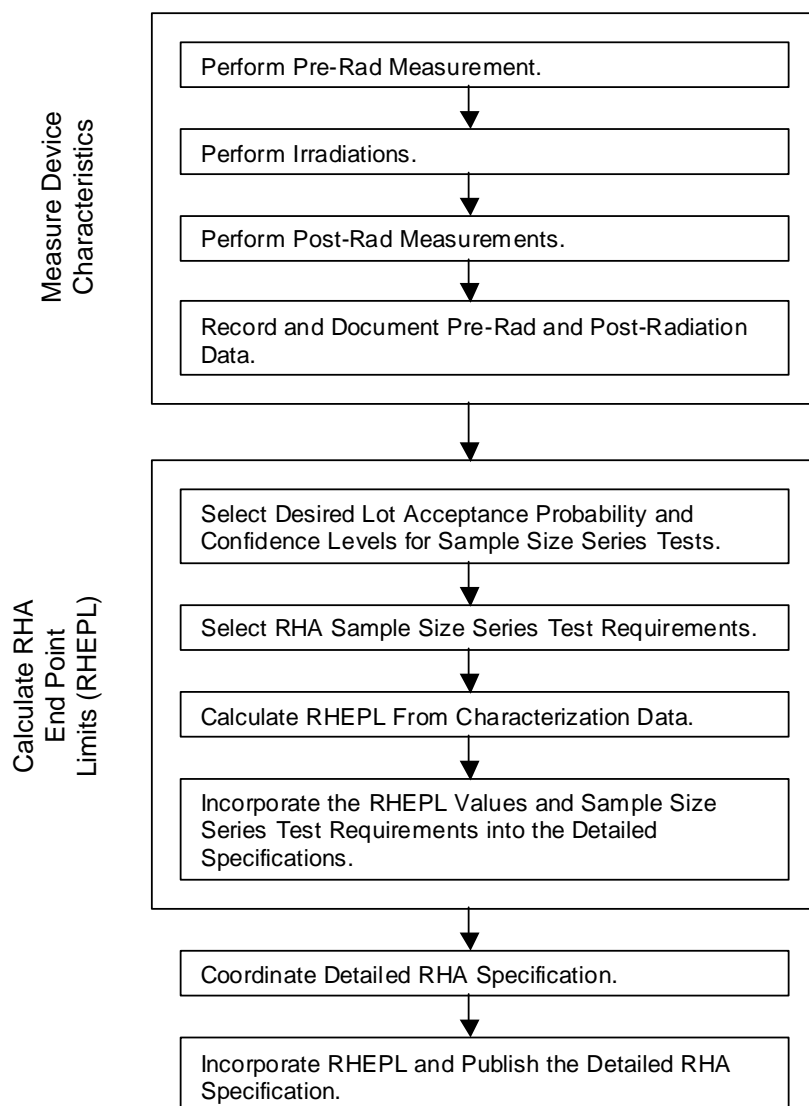 Measure Device
Characteristics
Perform Pre-Rad Measurement.
Perform Irradiations.
Perform Post-Rad Measurements.
Record and Document Pre-Rad and Post-Radiation
Data.
Calculate RHA
End Point
Limits (RHEPL)
Select Desired Lot Acceptance Probability and
Confidence Levels for Sample Size Series Tests.
Select RHA Sample Size Series Test Requirements.
Calculate RHEPL From Characterization Data.
Incorporate the RHEPL Values and Sample Size
Series Test Requirements into the Detailed
Specifications.
Coordinate Detailed RHA Specification.
Incorporate RHEPL and Publish the Detailed RHA
Specification.